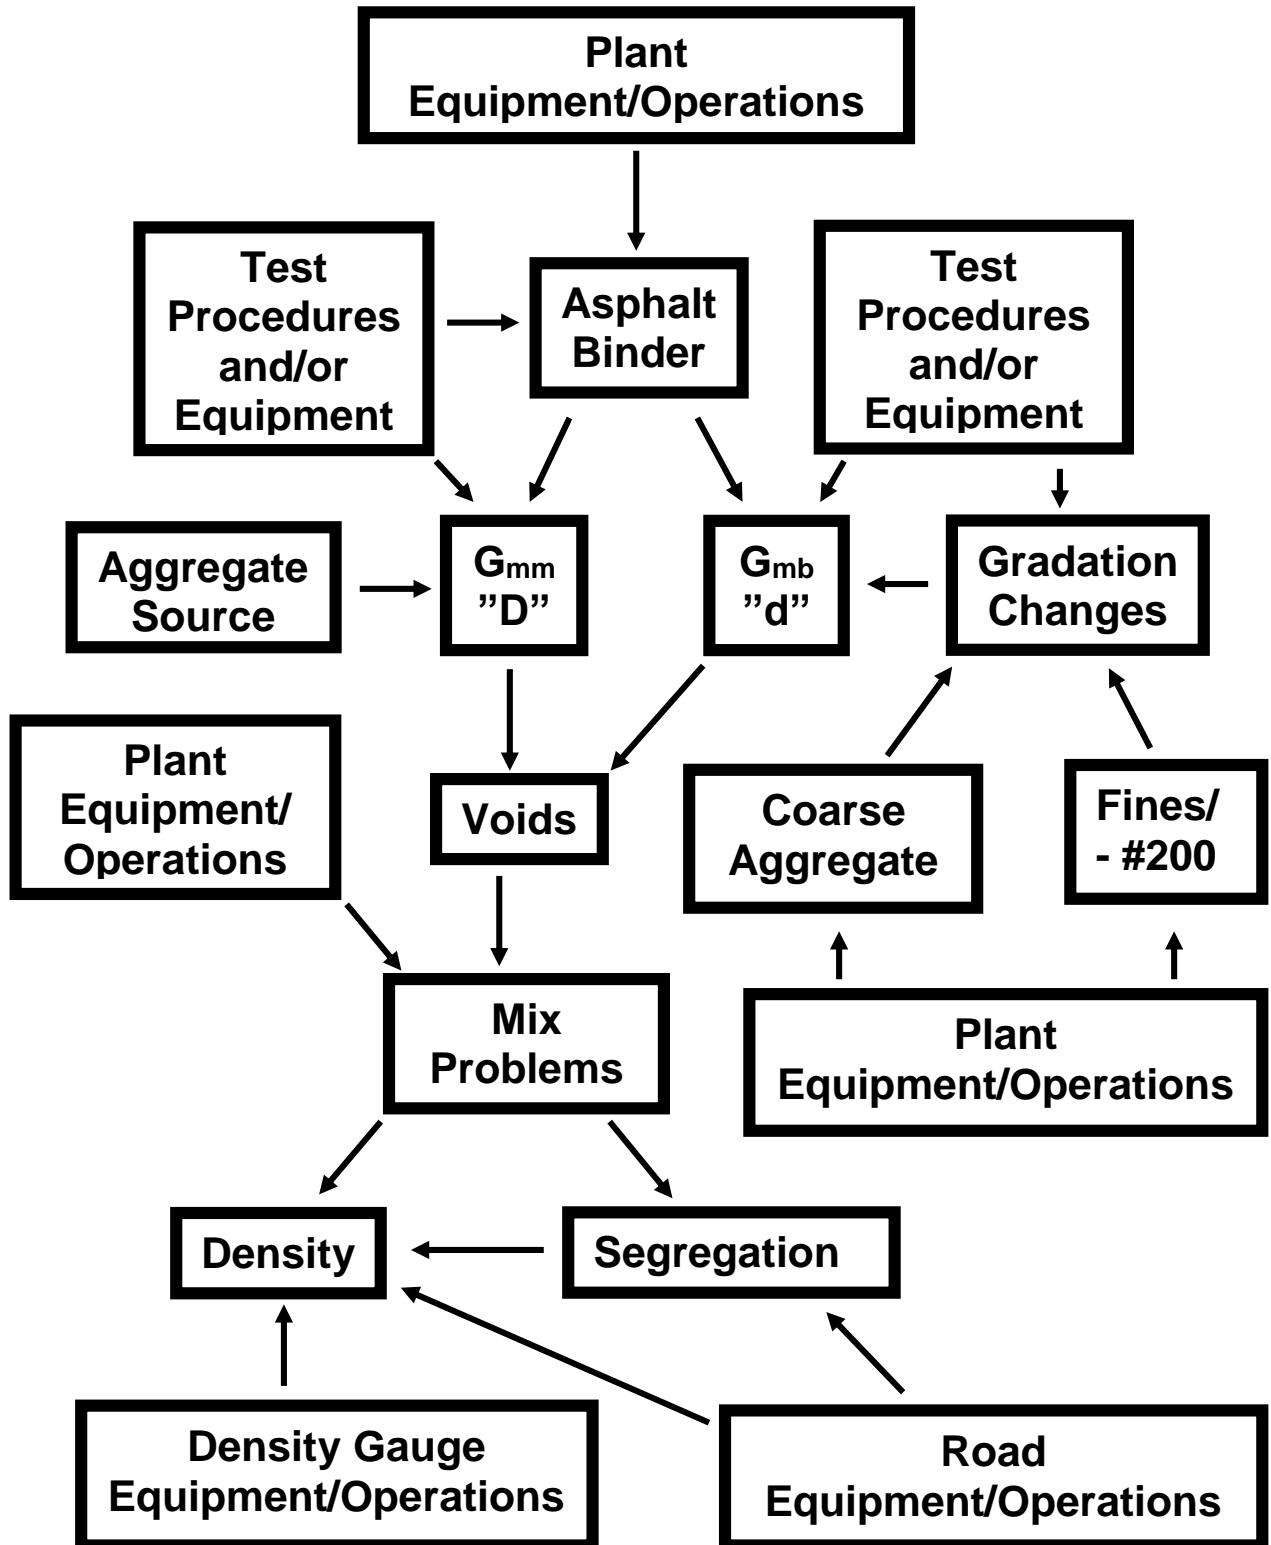 Plant
Equipment/Operations
Test
Procedures
and/or
Equipment
Asphalt
Binder
Test
Procedures
and/or
Equipment
Aggregate
Source
Gmm
”D”
Gmb
”d”
Gradation
Changes
Plant
Equipment/
Operations
Voids
Coarse
Aggregate
Fines/
- #200
Mix
Problems
Plant
Equipment/Operations
Density
Segregation
Density Gauge
Equipment/Operations
Road
Equipment/Operations